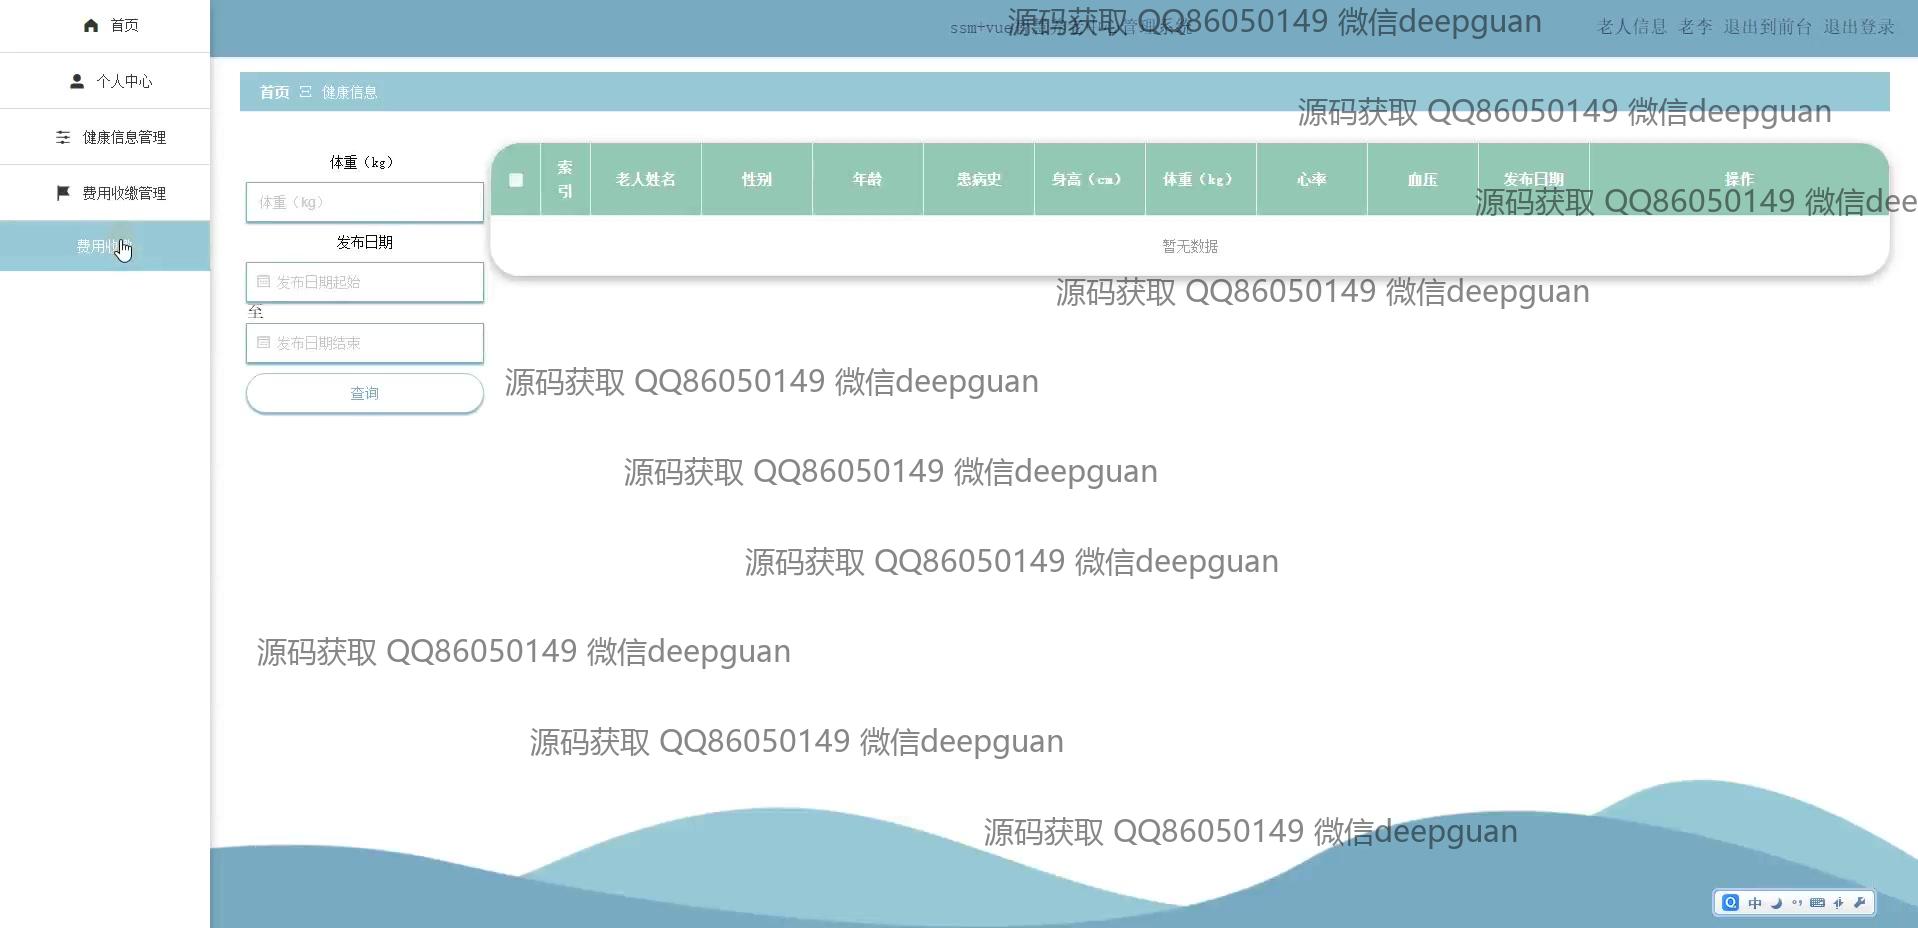 首页
个人中心
健康信息管理
费用收缴管理
费用收
ssm+vue
管理系统
老人信息 老李 退出到前台 退出登录
源码获取 QQ86050149 微信deepguan
首页 健康信息
源码获取 QQ86050149 微信deepguan
体重（kg）
体重（kg）
发布日期
发布日期起始
至
发布日期结束
查询
索引 老人姓名 性别 年龄 患病史 身高（cm） 体重（kg） 心率 血压 发布日期 操作
源码获取 QQ86050149 微信dee
暂无数据
源码获取 QQ86050149 微信deepguan
源码获取 QQ86050149 微信deepguan
源码获取 QQ86050149 微信deepguan
源码获取 QQ86050149 微信deepguan
源码获取 QQ86050149 微信deepguan
源码获取 QQ86050149 微信deepguan
源码获取 QQ86050149 微信deepguan
中